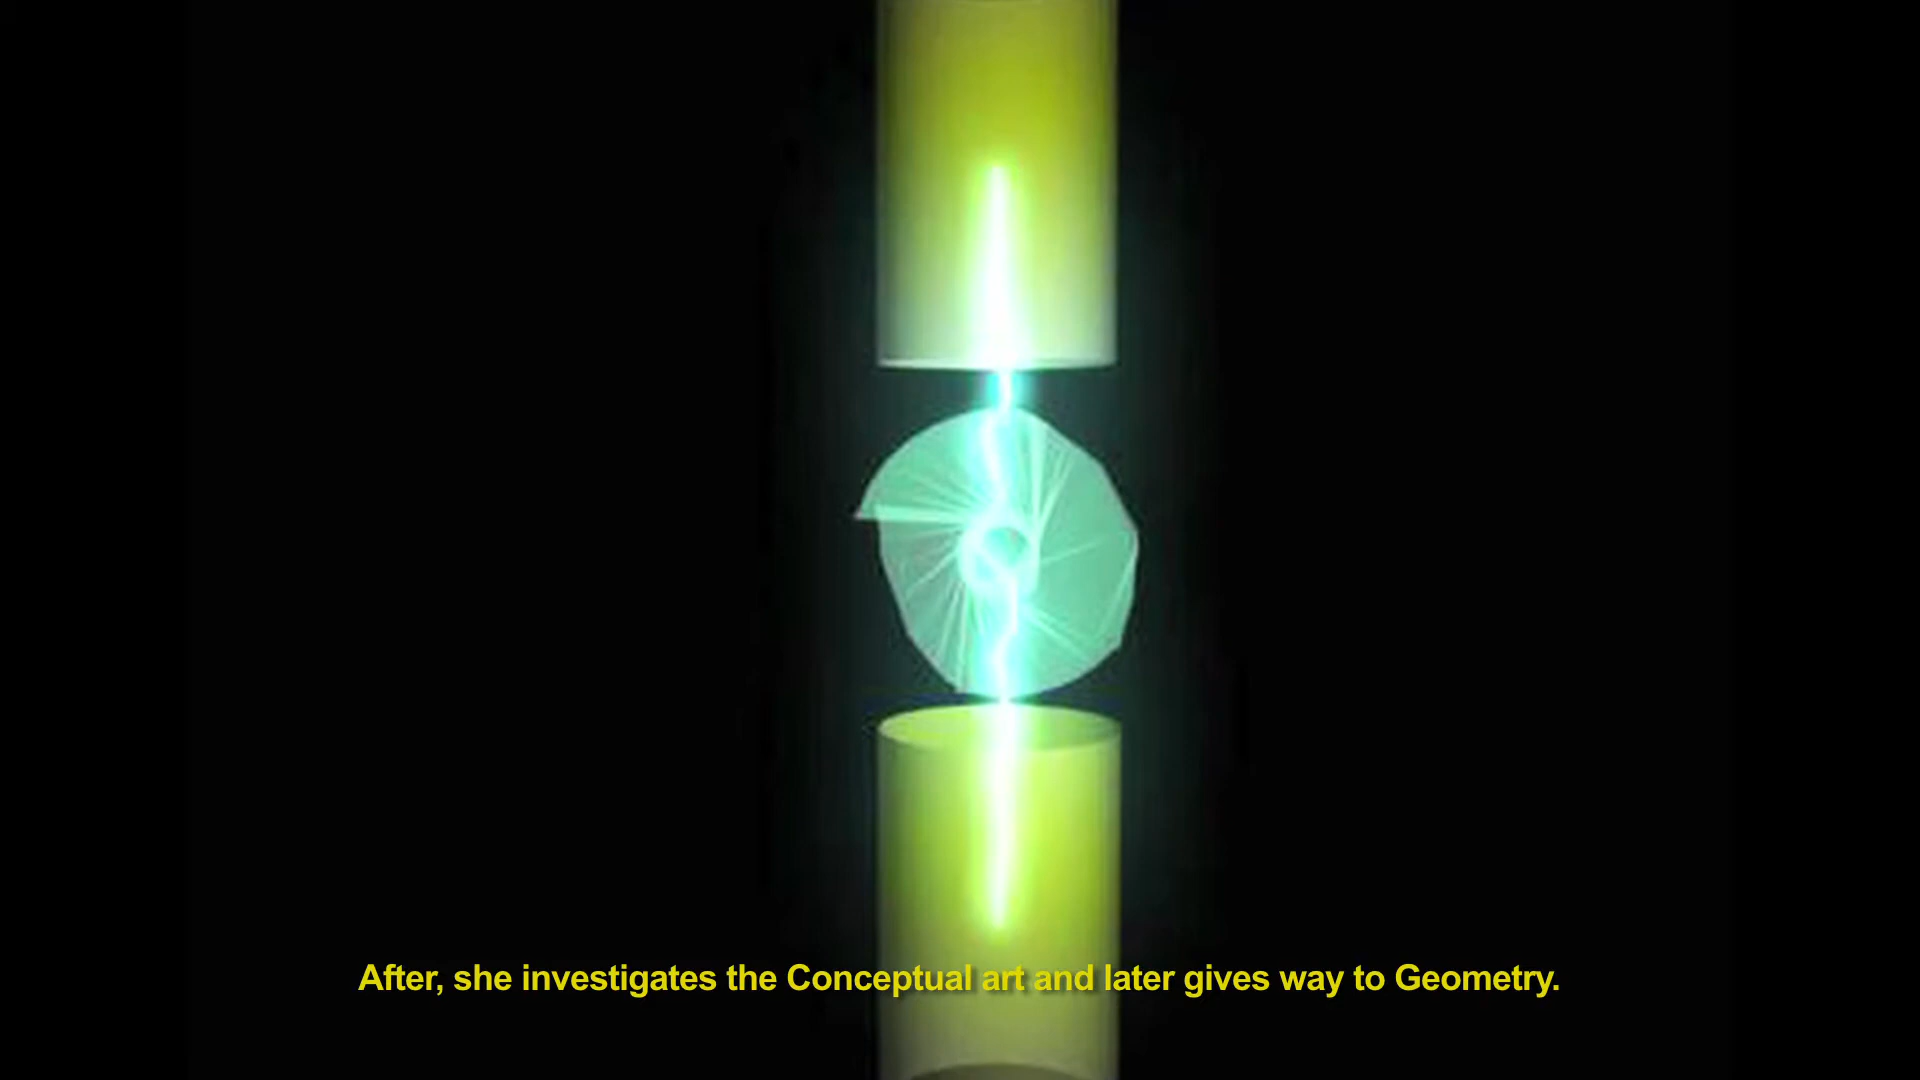 After, she investigates the Conceptual art and later gives way to Geometry.